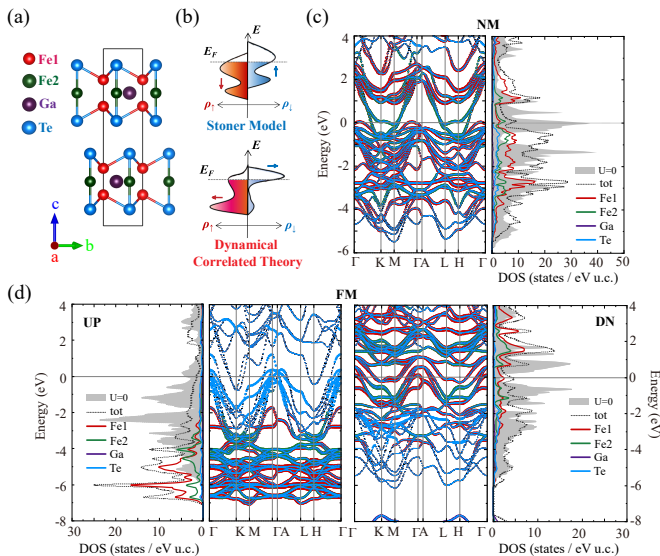 (a)
Fe1
Fe2
Ga
Te
c
a
b
(b)
E
E_F
ρ↑
ρ↓
Stoner Model
E
E_F
ρ↑
ρ↓
Dynamical
Correlated Theory
(c)
NM
Energy (eV)
4
2
0
-2
-4
-6
Γ K M Γ A L H Γ
U=0
tot
Fe1
Fe2
Ga
Te
0 10 20 30 40 50
DOS (states / eV u.c.)
(d)
FM
UP
Energy (eV)
4
2
0
-2
-4
-6
-8
U=0
tot
Fe1
Fe2
Ga
Te
30 20 10 0
DOS (states / eV u.c.)
Γ K M Γ A L H Γ
Γ K M Γ A L H Γ
DN
Energy (eV)
4
2
0
-2
-4
-6
-8
U=0
tot
Fe1
Fe2
Ga
Te
0 10 20 30
DOS (states / eV u.c.)